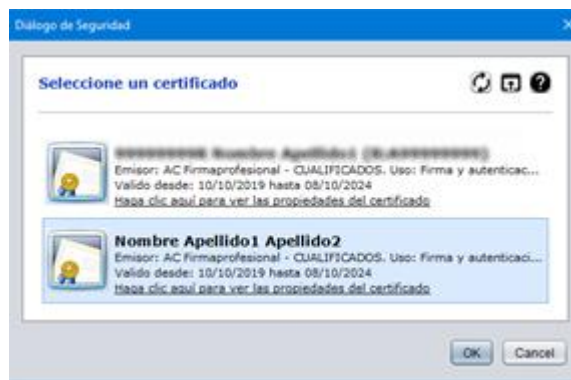 Diálogo de Seguridad
Seleccione un certificado
Emisor: AC Firmaprofesional - CUALIFICADOS. Uso: Firma y autenticac...
Valido desde: 10/10/2019 hasta 08/10/2024
Haga clic aquí para ver las propiedades del certificado
Nombre Apellido1 Apellido2
Emisor: AC Firmaprofesional - CUALIFICADOS. Uso: Firma y autenticaci...
Valido desde: 10/10/2019 hasta 08/10/2024
Haga clic aquí para ver las propiedades del certificado
OK Cancel